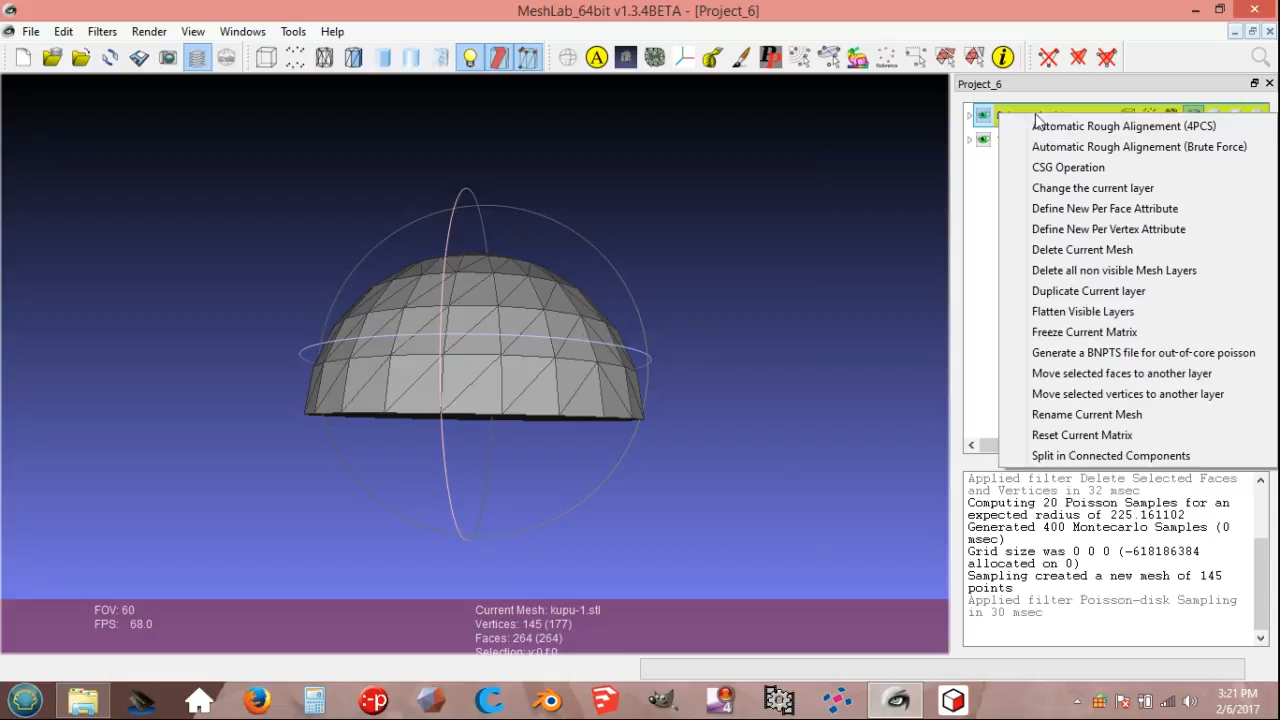 MeshLab_64bit v1.3.4BETA - [Project_6]
File Edit Filters Render View Windows Tools Help
Project_6
Automatic Rough Alignement (4PCS)
Automatic Rough Alignement (Brute Force)
CSG Operation
Change the current layer
Define New Per Face Attribute
Define New Per Vertex Attribute
Delete Current Mesh
Delete all non visible Mesh Layers
Duplicate Current layer
Flatten Visible Layers
Freeze Current Matrix
Generate a BNPTS file for out-of-core poisson
Move selected faces to another layer
Move selected vertices to another layer
Rename Current Mesh
Reset Current Matrix
Split in Connected Components
Applied filter Delete Selected Faces
and Vertices in 32 msec
Computing 20 Poisson Samples for an
expected radius of 225.161102
Generated 400 Montecarlo Samples (0
msec)
Grid size was 0 0 0 (-618186384
allocated on 0)
Sampling created a new mesh of 145
points
Applied filter Poisson-disk Sampling
in 30 msec
FOV: 60
FPS: 68.0
Current Mesh: kupu-1.stl
Vertices: 145 (177)
Faces: 264 (264)
Selection: v:0 f:0
3:21 PM
2/6/2017